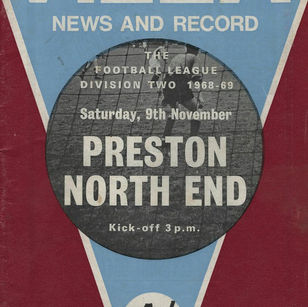 NEWS AND RECORD
THE
FOOTBALL LEAGUE
DIVISION TWO 1968-69
Saturday, 9th November
PRESTON
NORTH END
Kick-off 3 p.m.